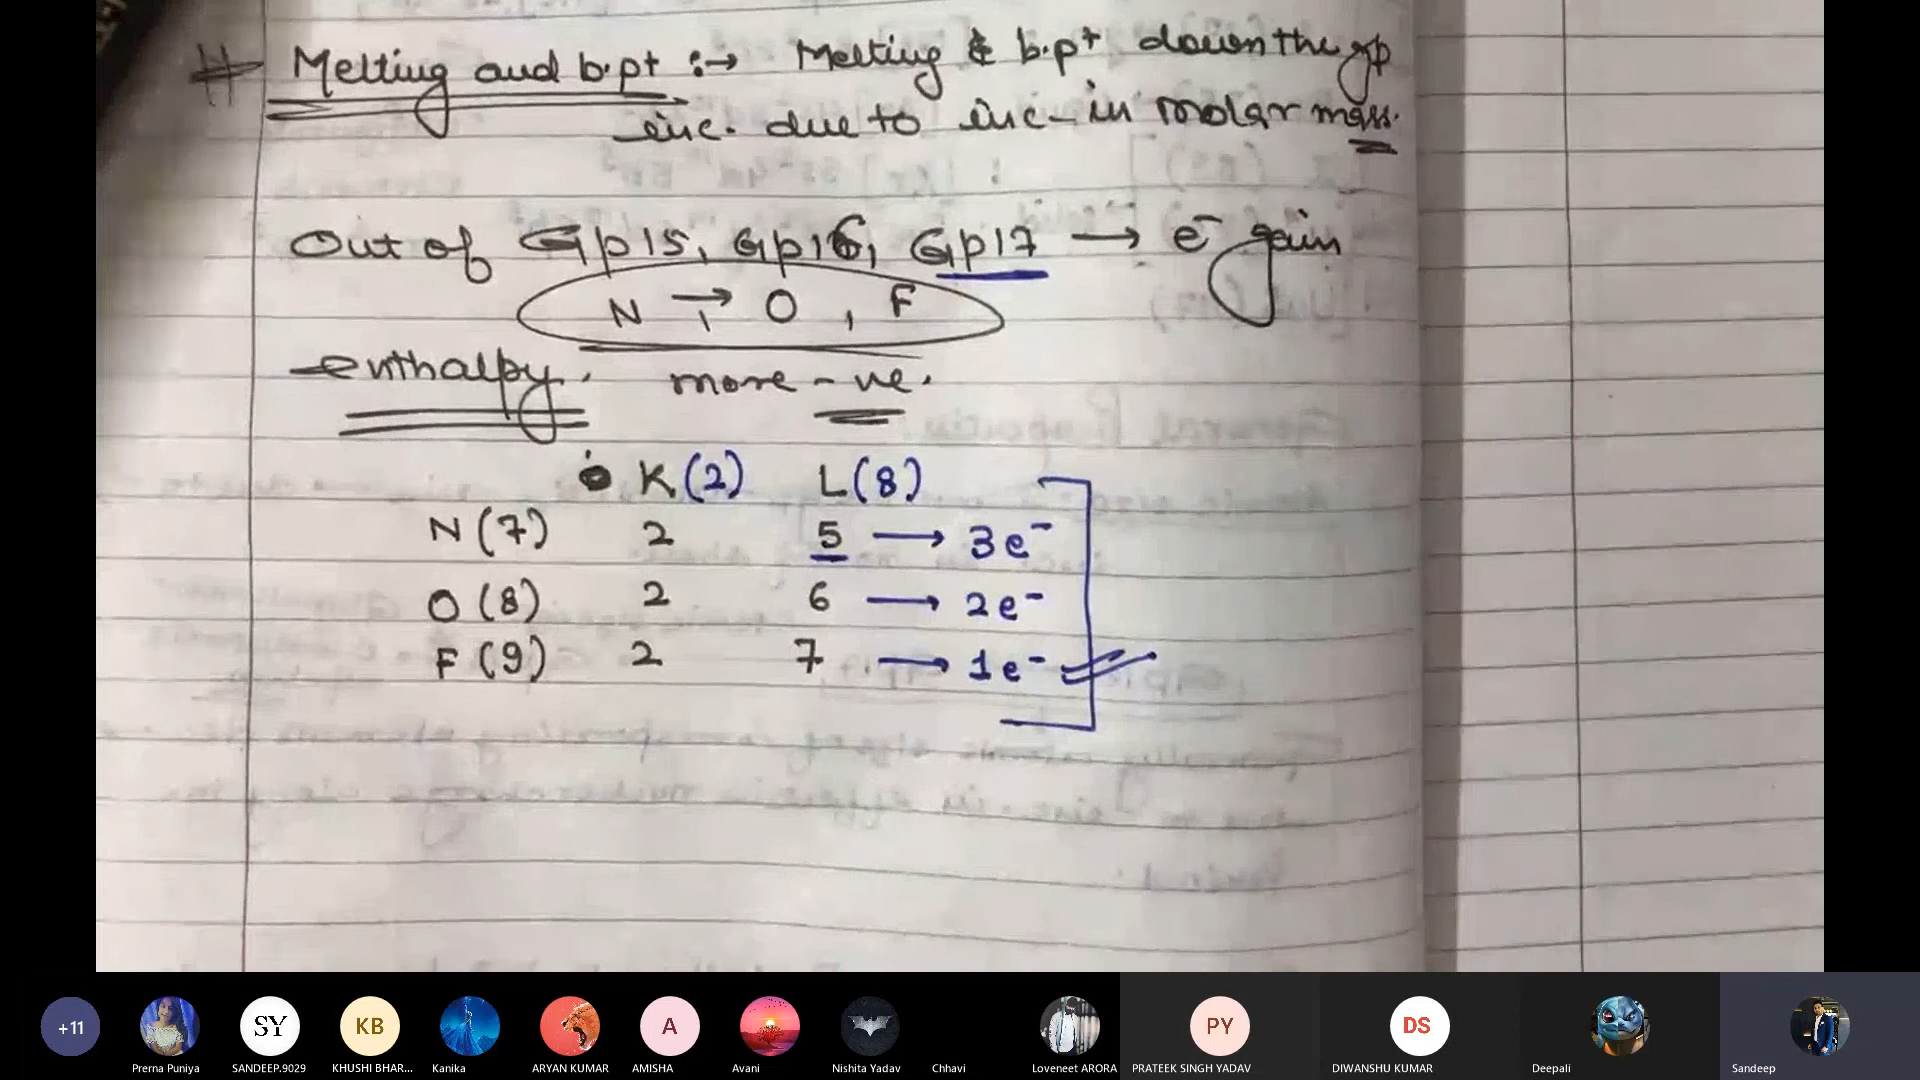 # Melting and b.pt :→ Melting & b.pt down the gp
inc. due to inc- in molar mass.
Out of Gp15, Gp16, Gp17 → e⁻ gain
N → , O , F
enthalpy. more -ve.
K(2) L(8)
N (7) 2 5 → 3e⁻
O (8) 2 6 → 2e⁻
F (9) 2 7 → 1e⁻
+11
SY
KB
A
PY
DS
Prerna Puniya
SANDEEP.9029
KHUSHI BHAR...
Kanika
ARYAN KUMAR
AMISHA
Avani
Nishita Yadav
Chhavi
Loveneet ARORA
PRATEEK SINGH YADAV
DIWANSHU KUMAR
Deepali
Sandeep